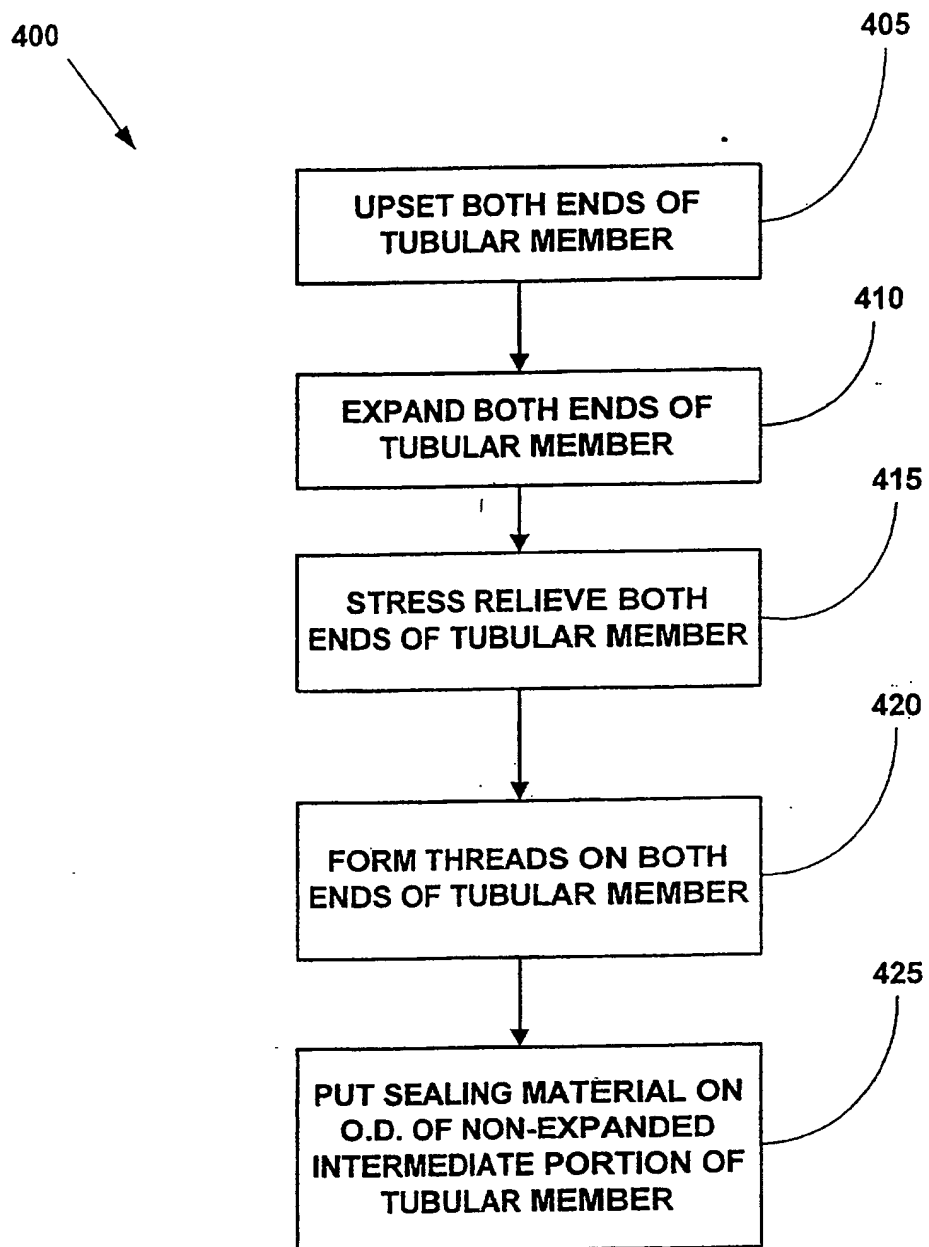 400
405
UPSET BOTH ENDS OF
TUBULAR MEMBER
410
EXPAND BOTH ENDS OF
TUBULAR MEMBER
415
STRESS RELIEVE BOTH
ENDS OF TUBULAR MEMBER
420
FORM THREADS ON BOTH
ENDS OF TUBULAR MEMBER
425
PUT SEALING MATERIAL ON
O.D. OF NON-EXPANDED
INTERMEDIATE PORTION OF
TUBULAR MEMBER